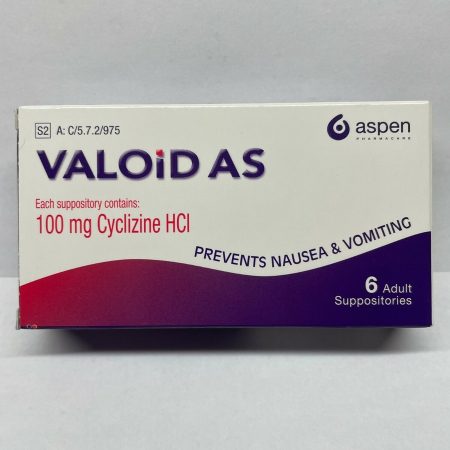 S2 A: C/5.7.2/975
aspen
PHARMACARE
VALOiD AS
Each suppository contains:
100 mg Cyclizine HCl
PREVENTS NAUSEA & VOMITING
6 Adult
Suppositories